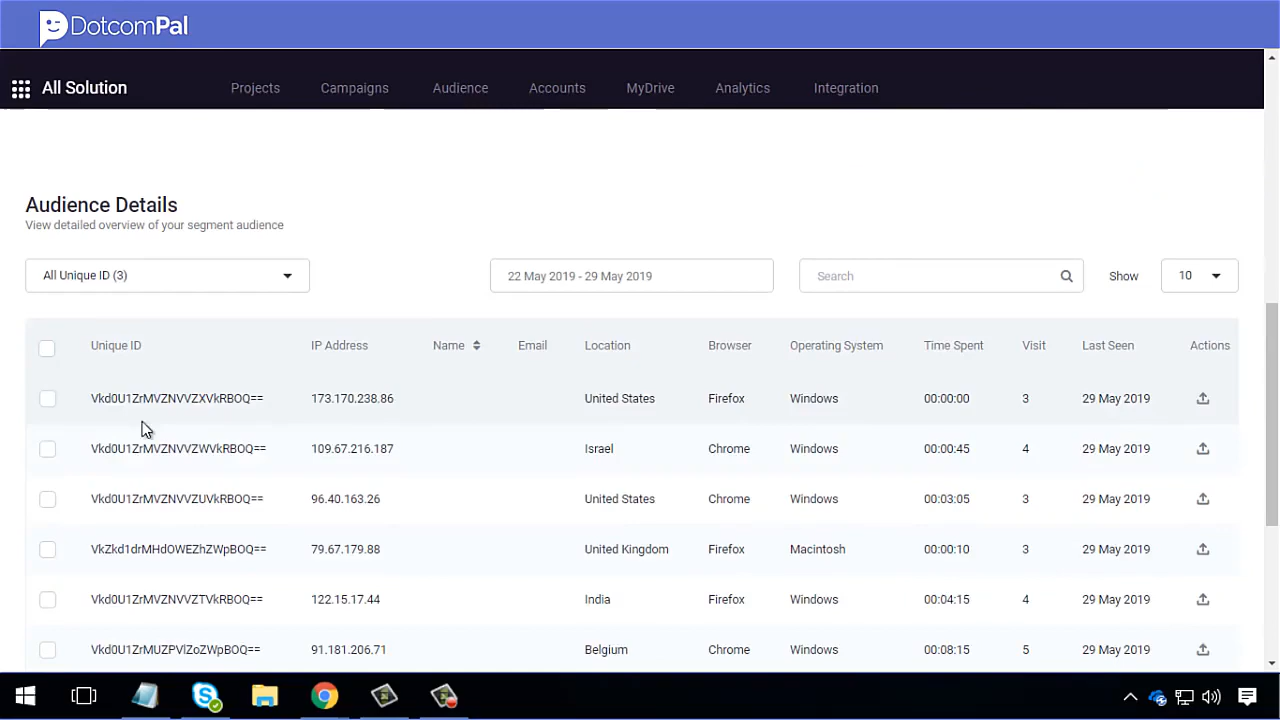 DotcomPal
All Solution Projects Campaigns Audience Accounts MyDrive Analytics Integration
Audience Details
View detailed overview of your segment audience
All Unique ID (3) 22 May 2019 - 29 May 2019 Search Show 10
Unique ID IP Address Name Email Location Browser Operating System Time Spent Visit Last Seen Actions
Vkd0U1ZrMVZNVVZXVkRBOQ== 173.170.238.86 United States Firefox Windows 00:00:00 3 29 May 2019
Vkd0U1ZrMVZNVVZWVkRBOQ== 109.67.216.187 Israel Chrome Windows 00:00:45 4 29 May 2019
Vkd0U1ZrMVZNVVZUVkRBOQ== 96.40.163.26 United States Chrome Windows 00:03:05 3 29 May 2019
VkZkd1drMHdOWEZhZWpBOQ== 79.67.179.88 United Kingdom Firefox Macintosh 00:00:10 3 29 May 2019
Vkd0U1ZrMVZNVVZTVkRBOQ== 122.15.17.44 India Firefox Windows 00:04:15 4 29 May 2019
Vkd0U1ZrMUZPVlZoZWpBOQ== 91.181.206.71 Belgium Firefox Windows 00:08:15 5 29 May 2019